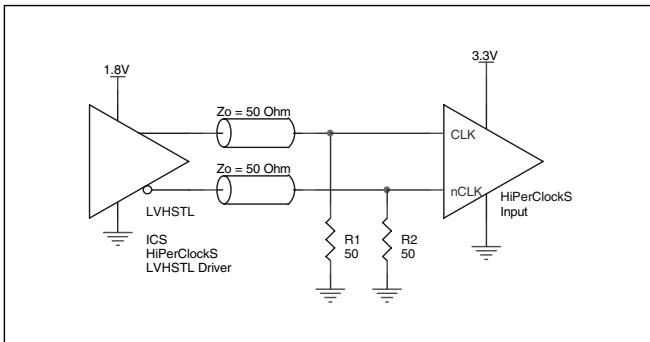 1.8V
3.3V
Zo = 50 Ohm
CLK
Zo = 50 Ohm
nCLK
HiPerClockS
Input
LVHSTL
ICS
HiPerClockS
LVHSTL Driver
R1
50
R2
50